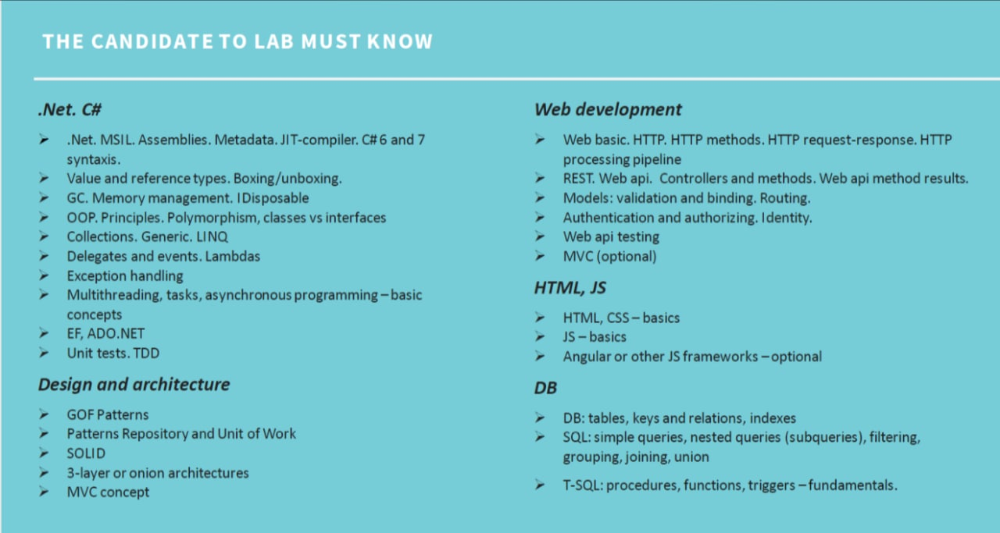 THE CANDIDATE TO LAB MUST KNOW
.Net. C#
➢ .Net. MSIL. Assemblies. Metadata. JIT-compiler. C# 6 and 7
syntaxis.
➢ Value and reference types. Boxing/unboxing.
➢ GC. Memory management. IDisposable
➢ OOP. Principles. Polymorphism, classes vs interfaces
➢ Collections. Generic. LINQ
➢ Delegates and events. Lambdas
➢ Exception handling
➢ Multithreading, tasks, asynchronous programming – basic
concepts
➢ EF, ADO.NET
➢ Unit tests. TDD
Design and architecture
➢ GOF Patterns
➢ Patterns Repository and Unit of Work
➢ SOLID
➢ 3-layer or onion architectures
➢ MVC concept
Web development
➢ Web basic. HTTP. HTTP methods. HTTP request-response. HTTP
processing pipeline
➢ REST. Web api. Controllers and methods. Web api method results.
➢ Models: validation and binding. Routing.
➢ Authentication and authorizing. Identity.
➢ Web api testing
➢ MVC (optional)
HTML, JS
➢ HTML, CSS – basics
➢ JS – basics
➢ Angular or other JS frameworks – optional
DB
➢ DB: tables, keys and relations, indexes
➢ SQL: simple queries, nested queries (subqueries), filtering,
grouping, joining, union
➢ T-SQL: procedures, functions, triggers – fundamentals.